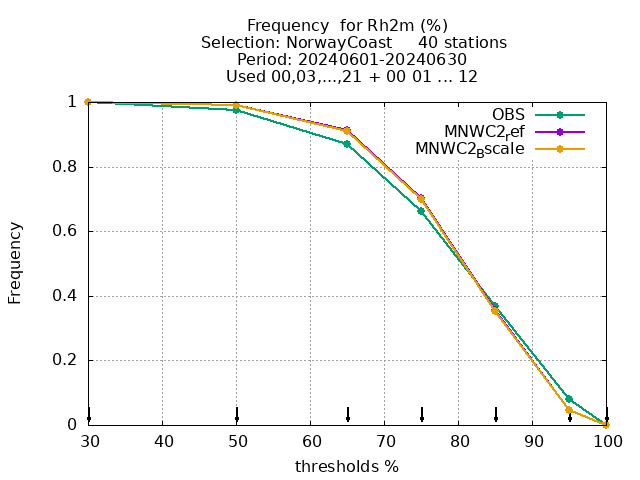 Frequency  for Rh2m (%)
Selection: NorwayCoast     40 stations
Period: 20240601-20240630
Used 00,03,...,21 + 00 01 ... 12
OBS
MNWC2ref
MNWC2Bscale
1
0.8
0.6
0.4
0.2
0
Frequency
30 40 50 60 70 80 90 100
thresholds %